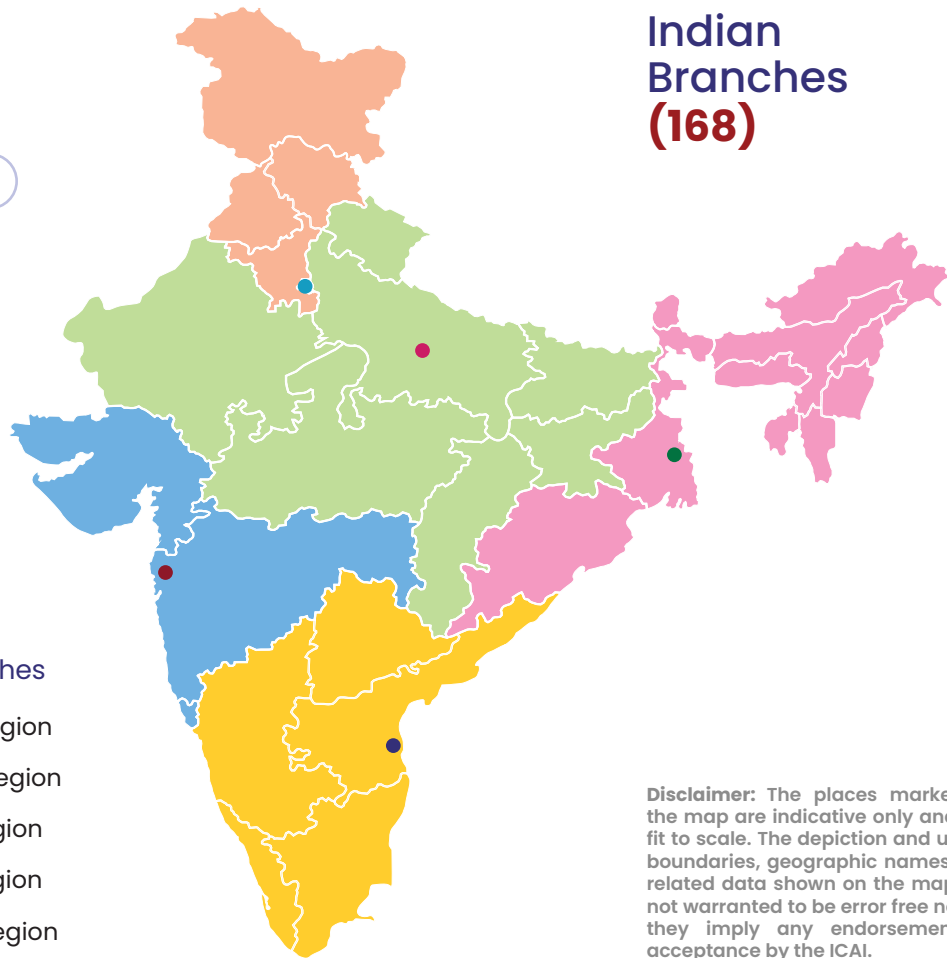 Indian
Branches
(168)
hes
gion
egion
gion
gion
egion
Disclaimer: The places marke
the map are indicative only and
fit to scale. The depiction and u
boundaries, geographic names
related data shown on the map
not warranted to be error free n
they imply any endorsemen
acceptance by the ICAI.